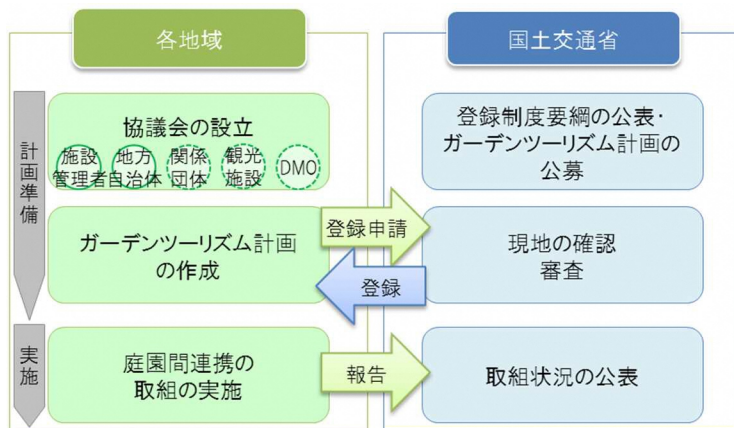 各地域
国土交通省
計画準備
協議会の設立
施設
管理者
地方
自治体
関係
団体
観光
施設
DMO
登録制度要綱の公表・
ガーデンツーリズム計画の
公募
ガーデンツーリズム計画
の作成
登録申請
登録
現地の確認
審査
実施
庭園間連携の
取組の実施
報告
取組状況の公表